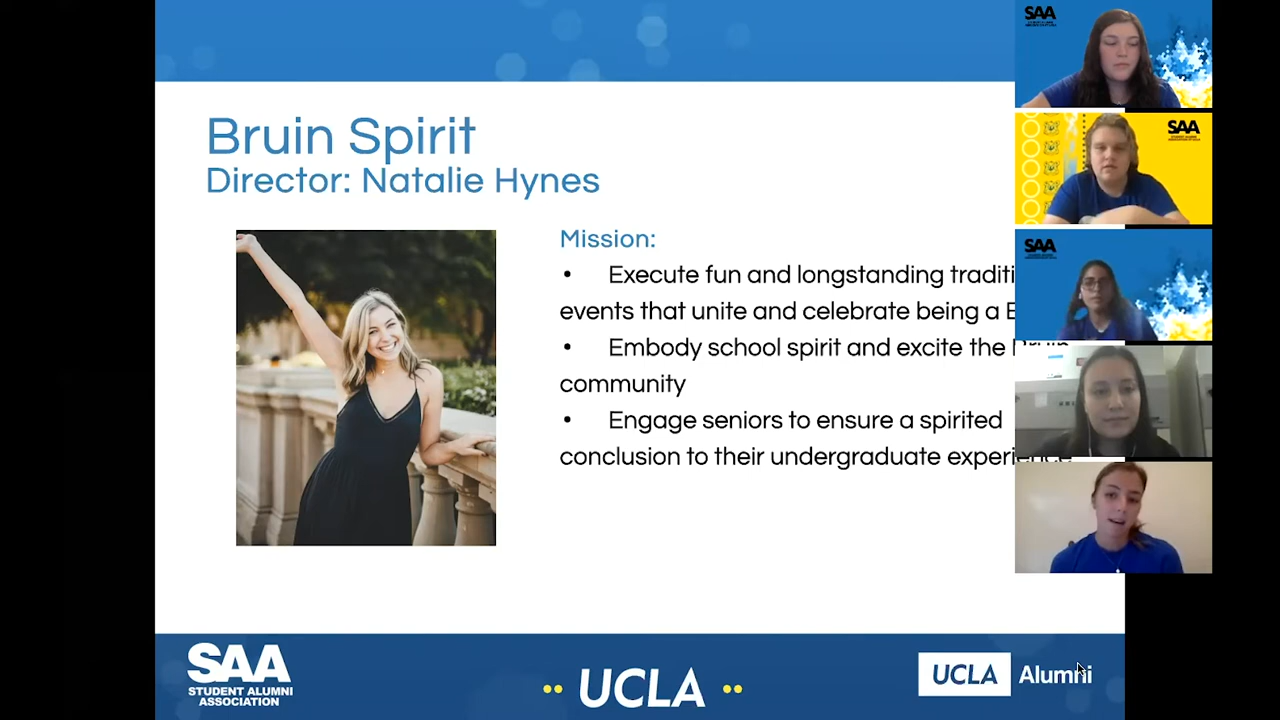 Bruin Spirit
Director: Natalie Hynes
Mission:
• Execute fun and longstanding traditi
events that unite and celebrate being a
• Embody school spirit and excite the
community
• Engage seniors to ensure a spirited
conclusion to their undergraduate experience
SAA
STUDENT ALUMNI
ASSOCIATION
UCLA
UCLA Alumni
SAA
SAA
SAA